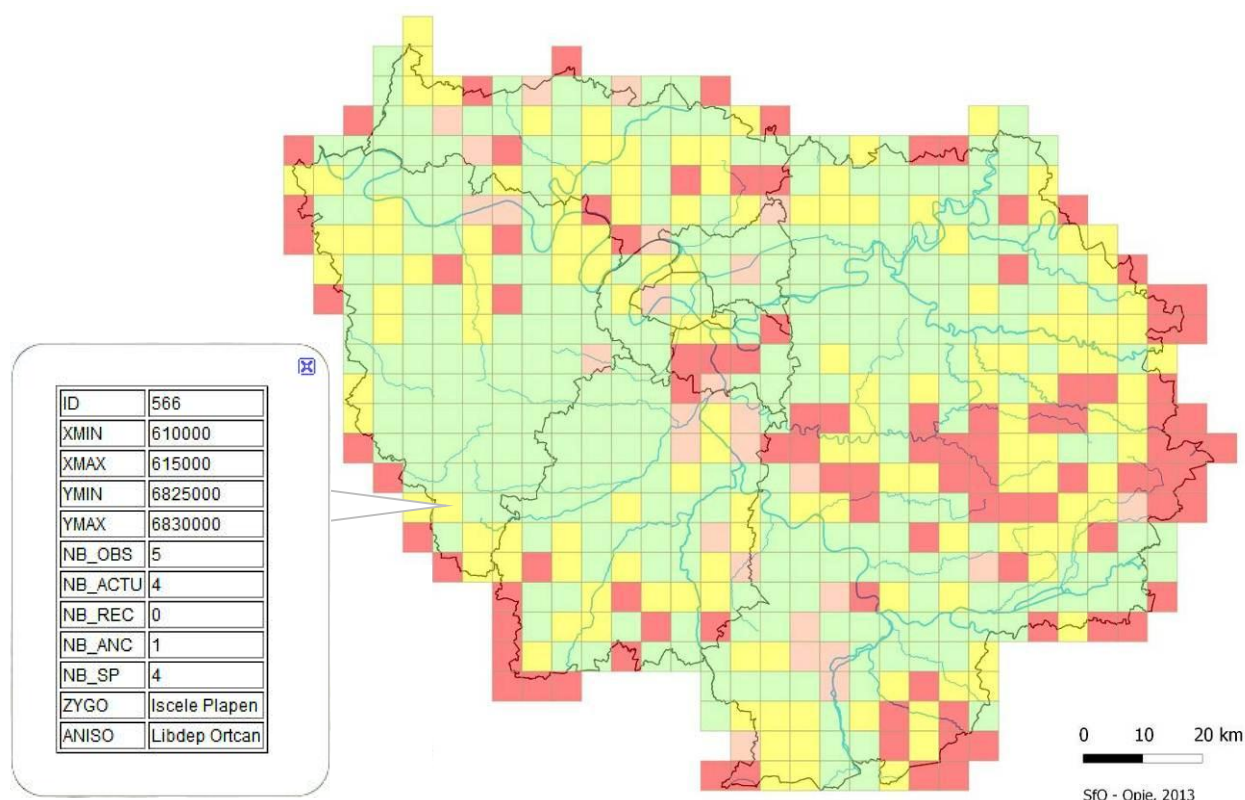 ID 566
XMIN 610000
XMAX 615000
YMIN 6825000
YMAX 6830000
NB_OBS 5
NB_ACTU 4
NB_REC 0
NB_ANC 1
NB_SP 4
ZYGO Iscele Plapen
ANISO Libdep Ortcan
0 10 20 km
SfO - Opie, 2013